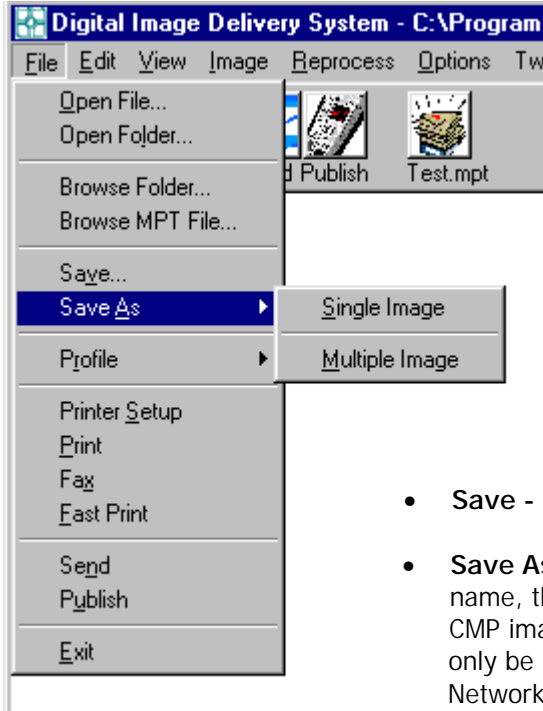 Digital Image Delivery System - C:\Program
File Edit View Image Reprocess Options Tw
Open File...
Open Folder...
Publish
Test.mpt
Browse Folder...
Browse MPT File...
Save...
Save As
Single Image
Profile
Multiple Image
Printer Setup
Print
Fax
Fast Print
Send
Publish
Exit
• Save -
• Save As
name, th
CMP ima
only be
Network